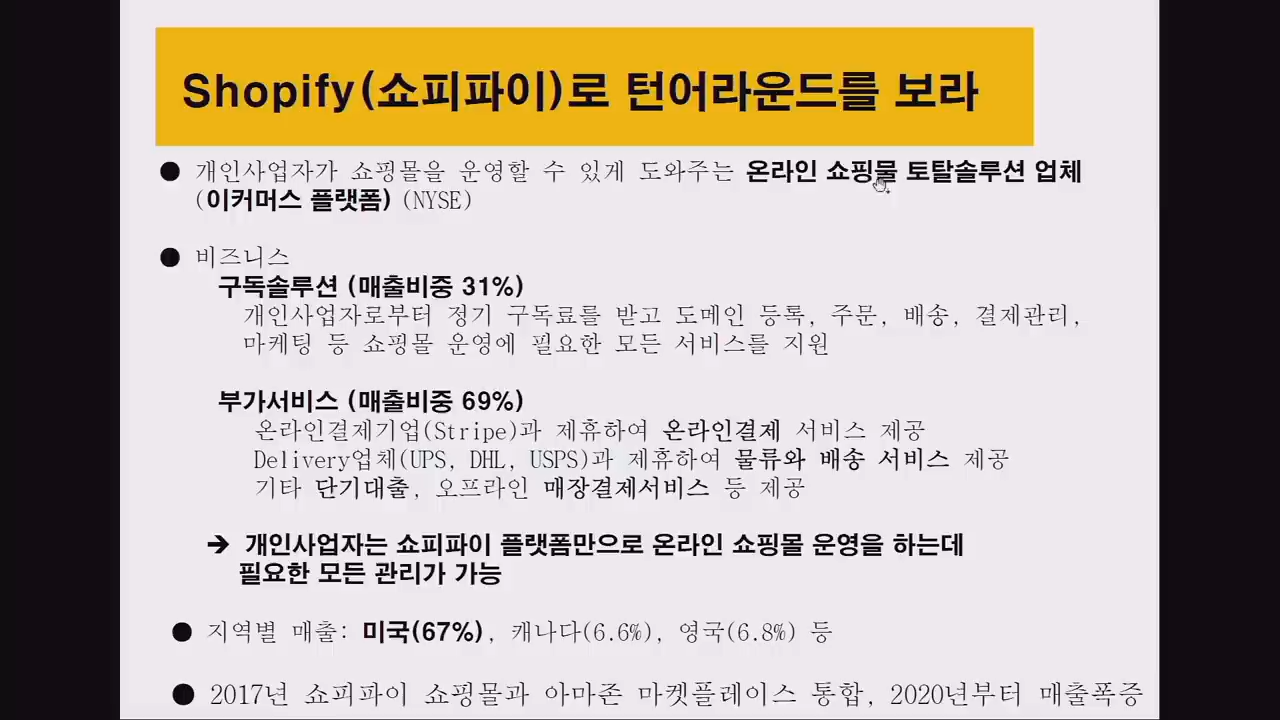 Shopify(쇼피파이)로 턴어라운드를 보라
● 개인사업자가 쇼핑몰을 운영할 수 있게 도와주는 온라인 쇼핑몰 토탈솔루션 업체
(이커머스 플랫폼) (NYSE)
● 비즈니스
구독솔루션 (매출비중 31%)
개인사업자로부터 정기 구독료를 받고 도메인 등록, 주문, 배송, 결제관리,
마케팅 등 쇼핑몰 운영에 필요한 모든 서비스를 지원
부가서비스 (매출비중 69%)
온라인결제기업(Stripe)과 제휴하여 온라인결제 서비스 제공
Delivery업체(UPS, DHL, USPS)과 제휴하여 물류와 배송 서비스 제공
기타 단기대출, 오프라인 매장결제서비스 등 제공
➔ 개인사업자는 쇼피파이 플랫폼만으로 온라인 쇼핑몰 운영을 하는데
필요한 모든 관리가 가능
● 지역별 매출: 미국(67%), 캐나다(6.6%), 영국(6.8%) 등
● 2017년 쇼피파이 쇼핑몰과 아마존 마켓플레이스 통합, 2020년부터 매출폭증